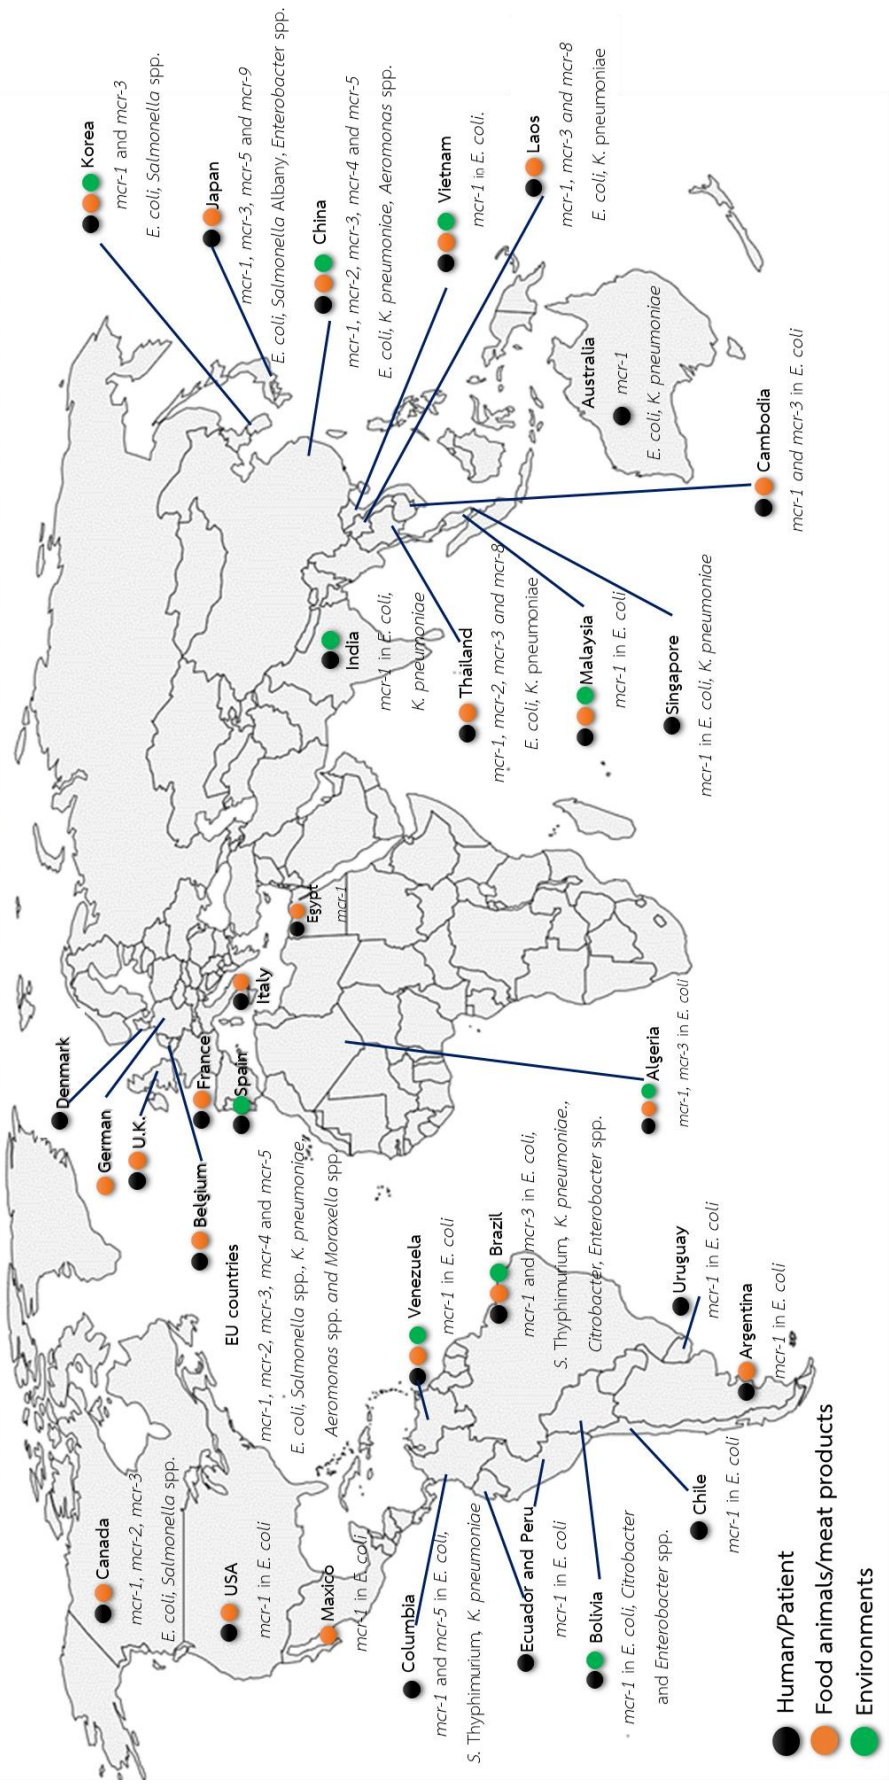 Canada
mcr-1, mcr-2, mcr-3
E. coli, Salmonella spp.
USA
mcr-1 in E. coli
Maxico
mcr-1 in E. coli
Columbia
mcr-1 and mcr-5 in E. coli,
S. Thyphimurium, K. pneumoniae
Ecuador and Peru
mcr-1 in E. coli
Bolivia
mcr-1 in E. coli, Citrobacter
and Enterobacter spp.
Chile
mcr-1 in E. coli
Argentina
mcr-1 in E. coli
Uruguay
mcr-1 in E. coli
Brazil
mcr-1 and mcr-3 in E. coli,
S. Thyphimurium, K. pneumoniae.,
Citrobacter, Enterobacter spp.
Venezuela
mcr-1 in E. coli
Denmark
German
U.K.
Belgium
France
Spain
Italy
EU countries
mcr-1, mcr-2, mcr-3, mcr-4 and mcr-5
E. coli, Salmonella spp., K. pneumoniae,
Aeromonas spp. and Moraxella spp
Algeria
mcr-1, mcr-3 in E. coli
Egypt
mcr-1
India
mcr-1 in E. coli,
K. pneumoniae
Thailand
mcr-1, mcr-2, mcr-3 and mcr-8
E. coli, K. pneumoniae
Malaysia
mcr-1 in E. coli
Singapore
mcr-1 in E. coli, K. pneumoniae
Cambodia
mcr-1 and mcr-3 in E. coli
Australia
mcr-1
E. coli, K. pneumoniae
Korea
mcr-1 and mcr-3
E. coli, Salmonella spp.
Japan
mcr-1, mcr-3, mcr-5 and mcr-9
E. coli, Salmonella Albany, Enterobacter spp.
China
mcr-1, mcr-2, mcr-3, mcr-4 and mcr-5
E. coli, K. pneumoniae, Aeromonas spp.
Vietnam
mcr-1 in E. coli.
Laos
mcr-1, mcr-3 and mcr-8
E. coli, K. pneumoniae
Human/Patient
Food animals/meat products
Environments